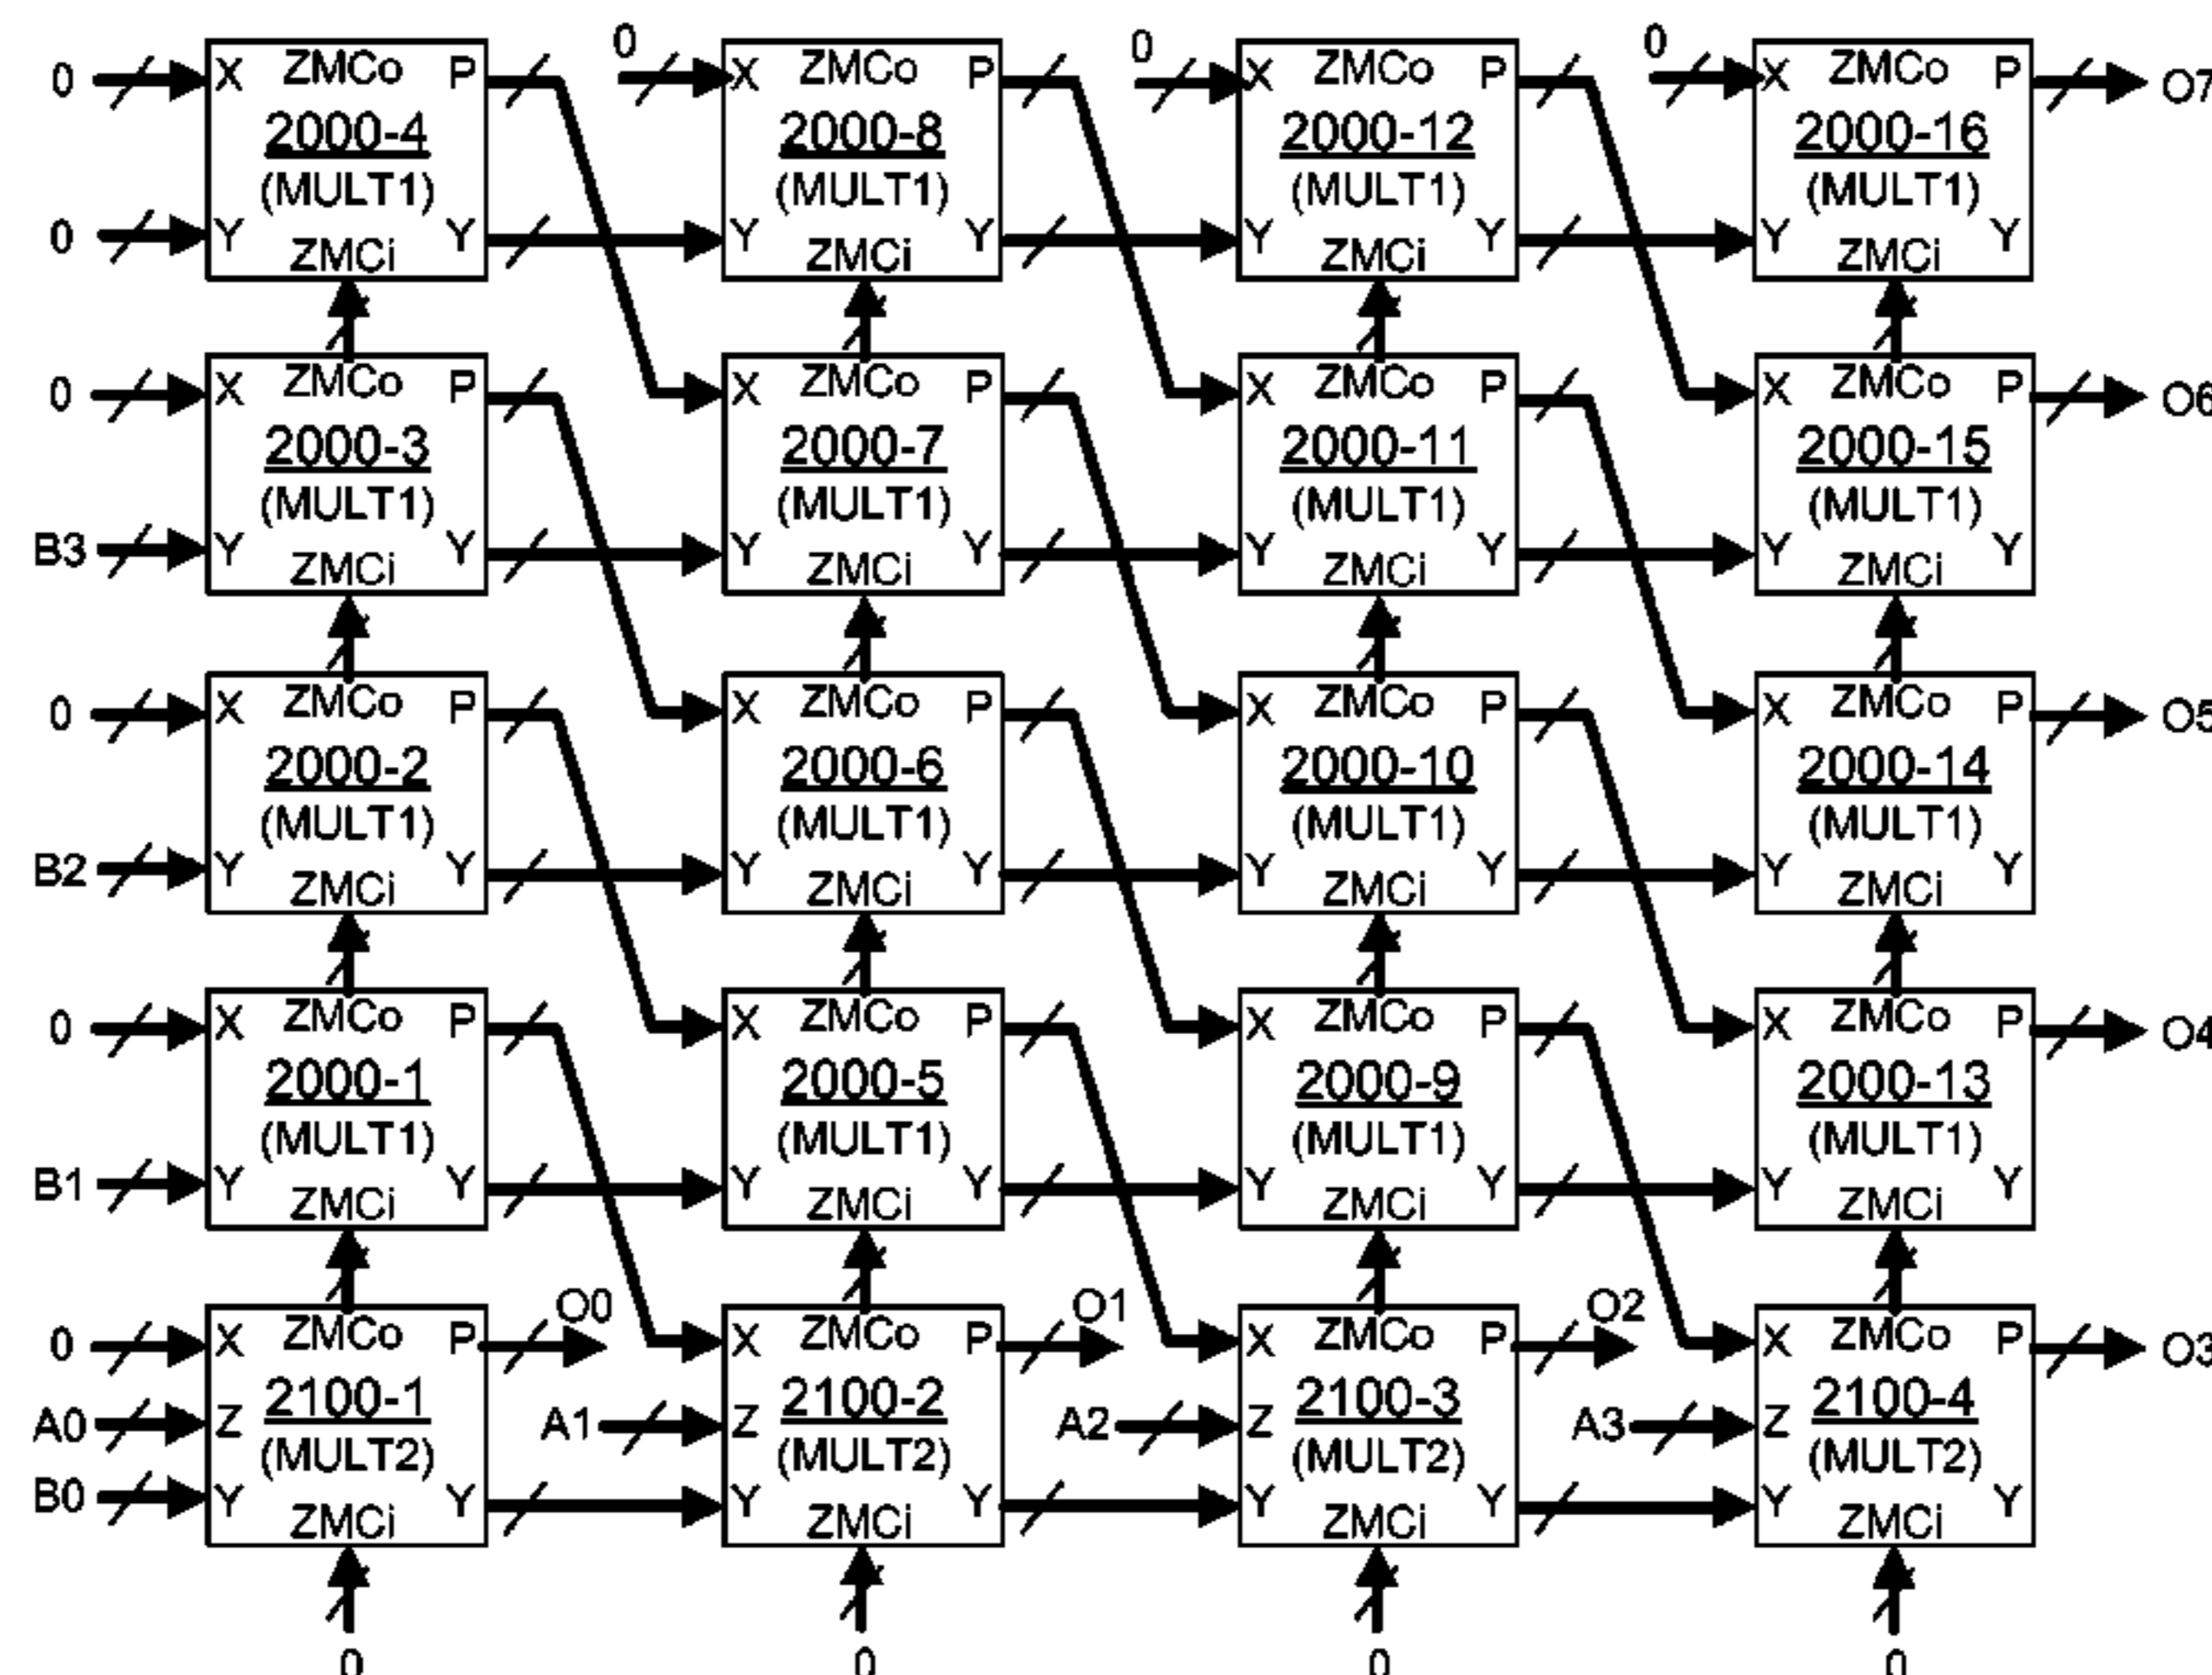 0 0 0
0 X ZMCo P X ZMCo P X ZMCo P X ZMCo P O7
2000-4 2000-8 2000-12 2000-16
(MULT1) (MULT1) (MULT1) (MULT1)
0 Y Y Y Y Y Y Y Y
ZMCi ZMCi ZMCi ZMCi
0 X ZMCo P X ZMCo P X ZMCo P X ZMCo P O6
2000-3 2000-7 2000-11 2000-15
(MULT1) (MULT1) (MULT1) (MULT1)
B3 Y Y Y Y Y Y Y Y
ZMCi ZMCi ZMCi ZMCi
0 X ZMCo P X ZMCo P X ZMCo P X ZMCo P O5
2000-2 2000-6 2000-10 2000-14
(MULT1) (MULT1) (MULT1) (MULT1)
B2 Y Y Y Y Y Y Y Y
ZMCi ZMCi ZMCi ZMCi
0 X ZMCo P X ZMCo P X ZMCo P X ZMCo P O4
2000-1 2000-5 2000-9 2000-13
(MULT1) (MULT1) (MULT1) (MULT1)
B1 Y Y Y Y Y Y Y Y
ZMCi ZMCi ZMCi ZMCi
O0 O1 O2
0 X ZMCo P X ZMCo P X ZMCo P X ZMCo P O3
A0 Z 2100-1 A1 Z 2100-2 A2 Z 2100-3 A3 Z 2100-4
(MULT2) (MULT2) (MULT2) (MULT2)
B0 Y Y Y Y Y Y Y Y
ZMCi ZMCi ZMCi ZMCi
0 0 0 0